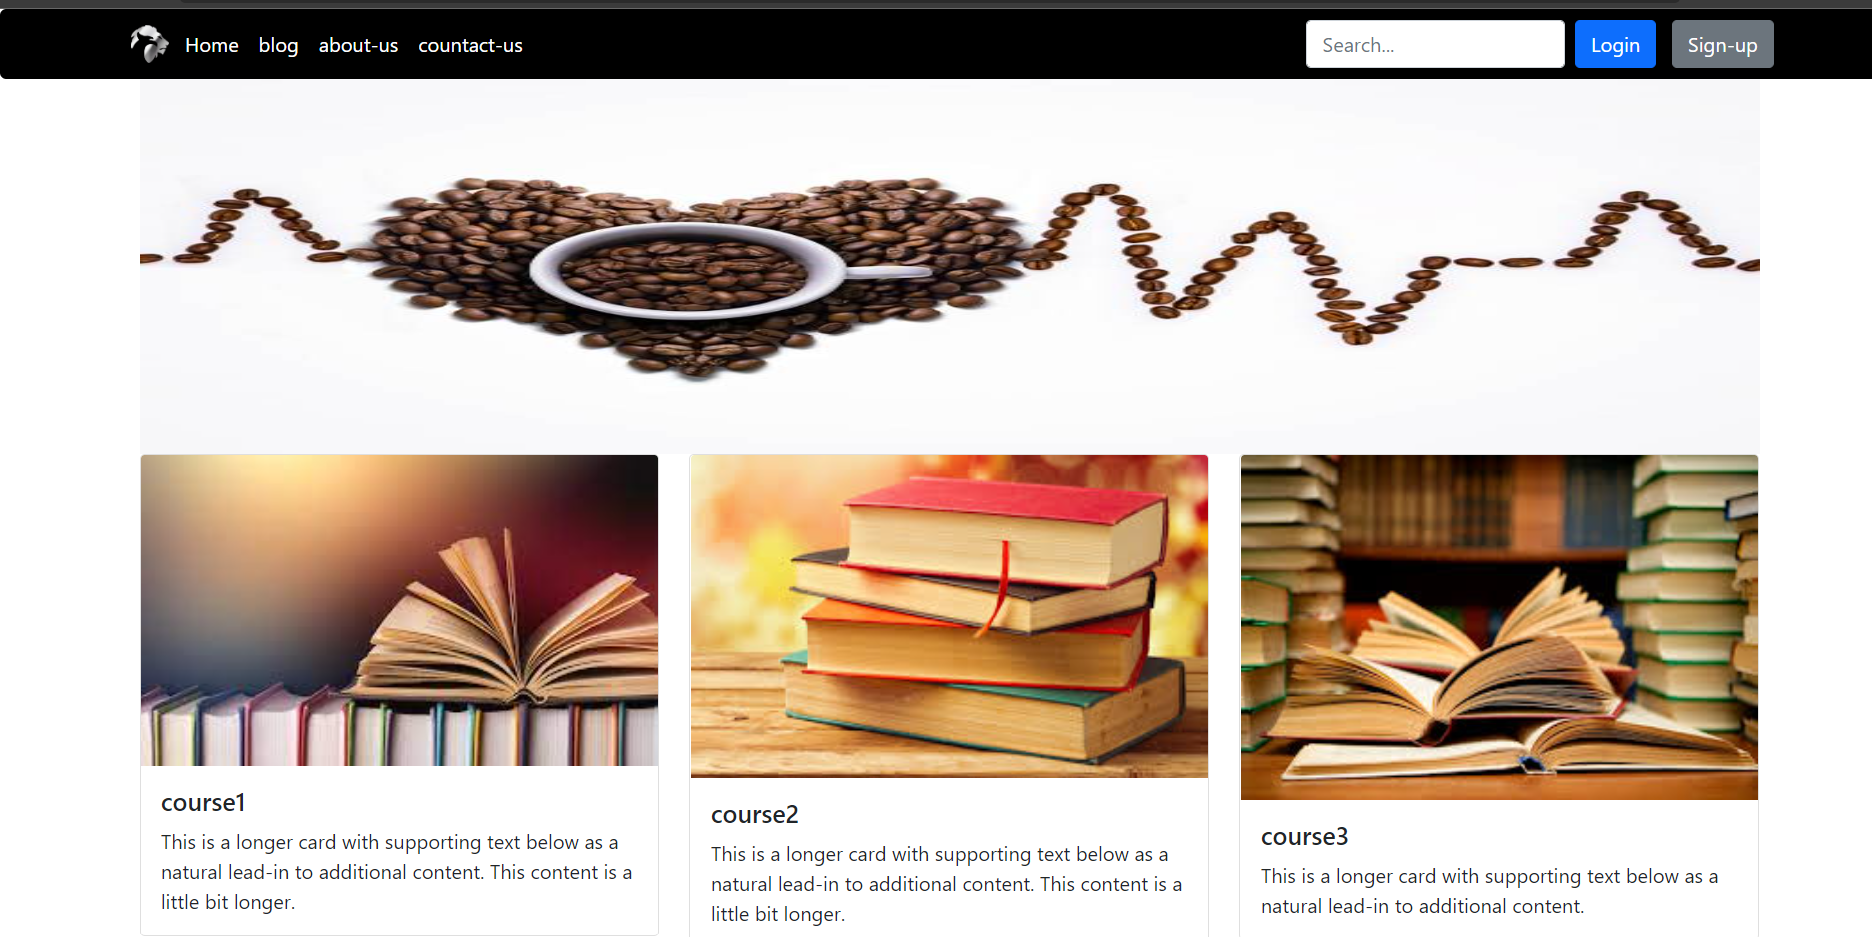 Home blog about-us countact-us Search... Login Sign-up
course1
This is a longer card with supporting text below as a
natural lead-in to additional content. This content is a
little bit longer.
course2
This is a longer card with supporting text below as a
natural lead-in to additional content. This content is a
little bit longer.
course3
This is a longer card with supporting text below as a
natural lead-in to additional content.